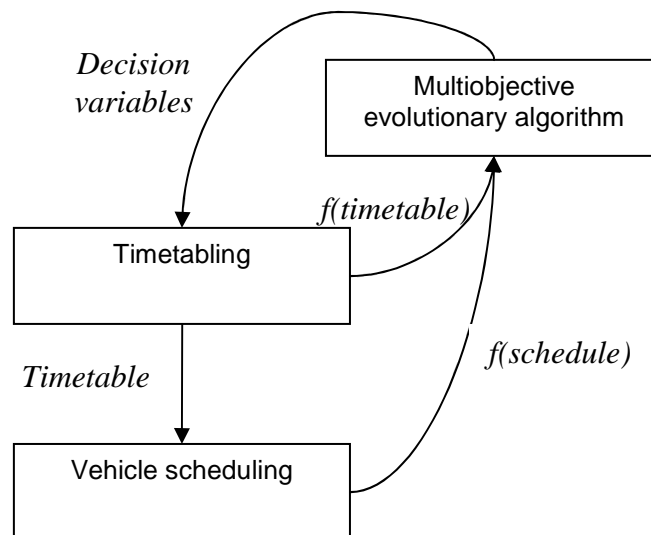 Decision
variables
Multiobjective
evolutionary algorithm
f(timetable)
Timetabling
Timetable
f(schedule)
Vehicle scheduling